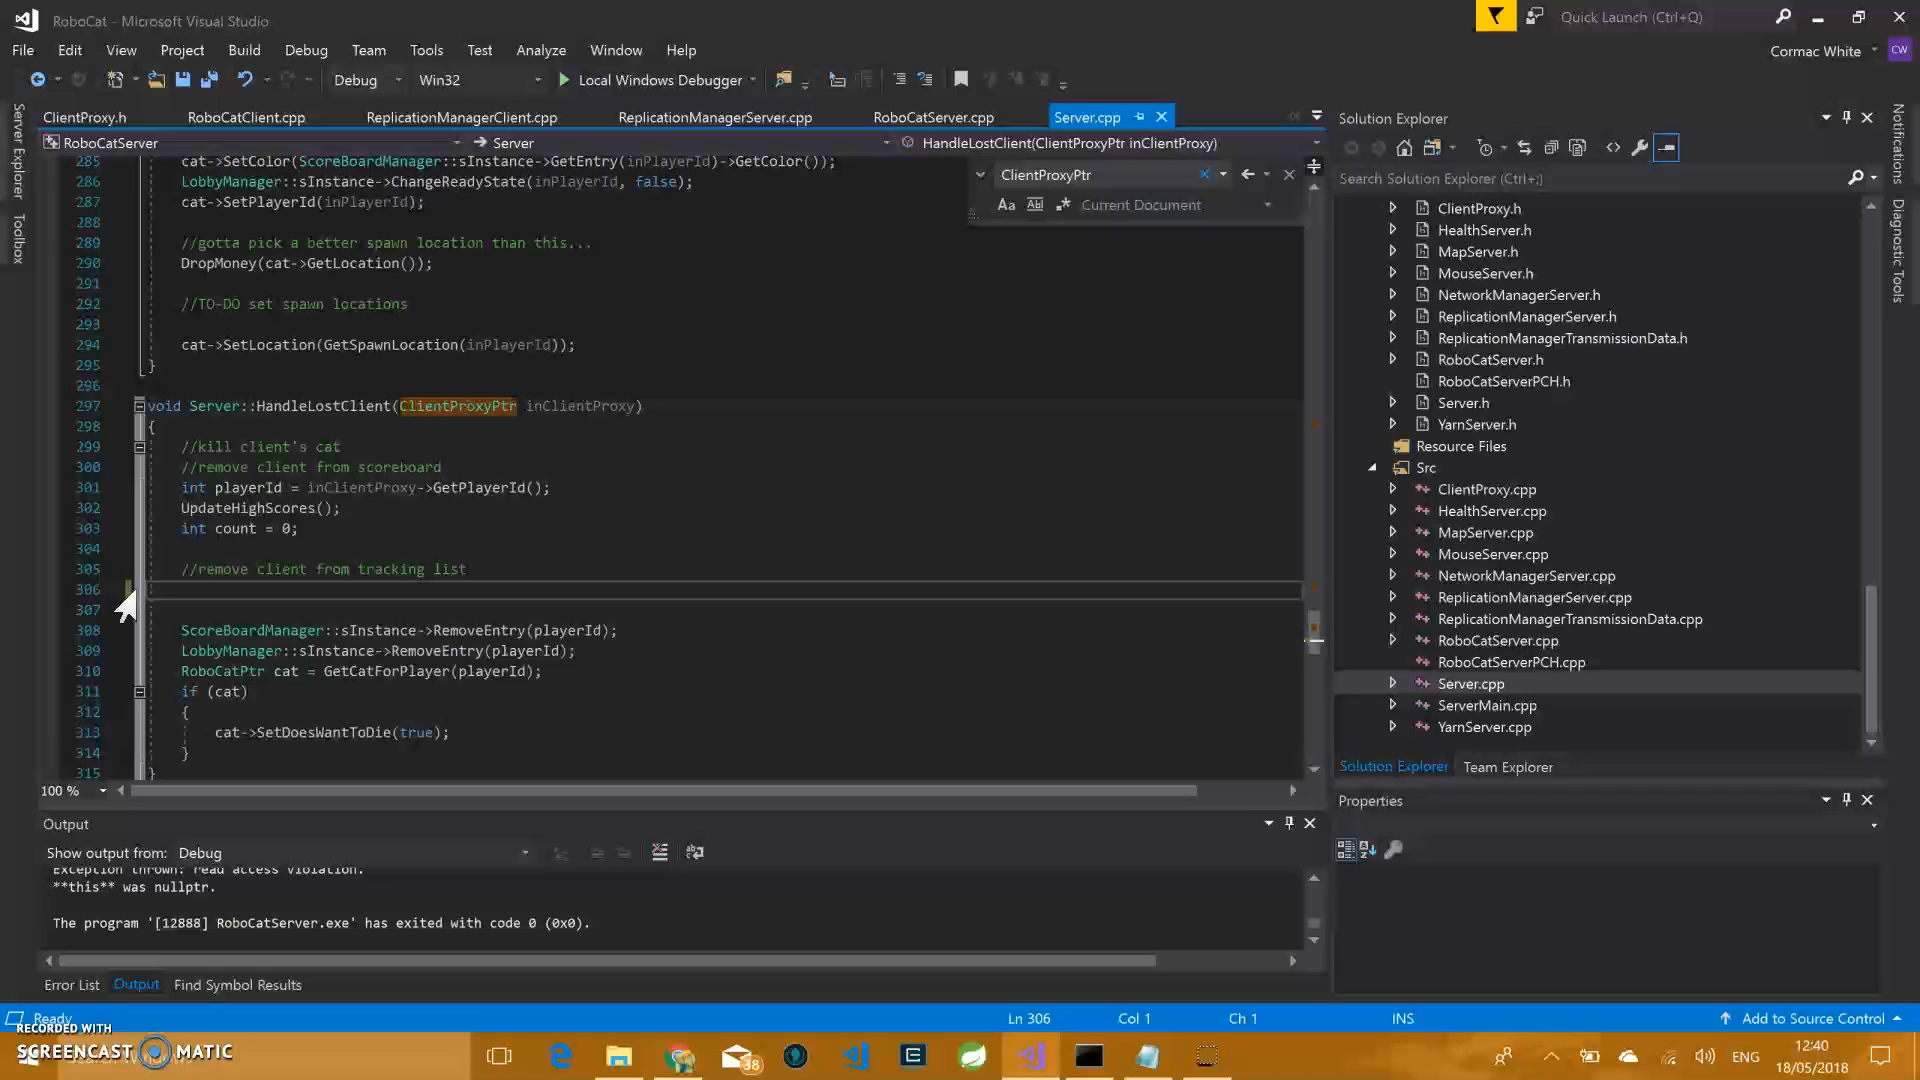 RoboCat - Microsoft Visual Studio
Quick Launch (Ctrl+Q)
File Edit View Project Build Debug Team Tools Test Analyze Window Help
Cormac White CW
Debug Win32 Local Windows Debugger
Server Explorer
Toolbox
ClientProxy.h RoboCatClient.cpp ReplicationManagerClient.cpp ReplicationManagerServer.cpp RoboCatServer.cpp Server.cpp
RoboCatServer Server HandleLostClient(ClientProxyPtr inClientProxy)
ClientProxyPtr
Aa Ab Current Document
285 cat->SetColor(ScoreBoardManager::sInstance->GetEntry(inPlayerId)->GetColor());
286 LobbyManager::sInstance->ChangeReadyState(inPlayerId, false);
287 cat->SetPlayerId(inPlayerId);
288
289 //gotta pick a better spawn location than this...
290 DropMoney(cat->GetLocation());
291
292 //TO-DO set spawn locations
293
294 cat->SetLocation(GetSpawnLocation(inPlayerId));
295 }
296
297 void Server::HandleLostClient(ClientProxyPtr inClientProxy)
298 {
299 //kill client's cat
300 //remove client from scoreboard
301 int playerId = inClientProxy->GetPlayerId();
302 UpdateHighScores();
303 int count = 0;
304
305 //remove client from tracking list
306
307
308 ScoreBoardManager::sInstance->RemoveEntry(playerId);
309 LobbyManager::sInstance->RemoveEntry(playerId);
310 RoboCatPtr cat = GetCatForPlayer(playerId);
311 if (cat)
312 {
313 cat->SetDoesWantToDie(true);
314 }
315 }
100 %
Output
Show output from: Debug
Exception thrown: read access violation.
**this** was nullptr.
The program '[12888] RoboCatServer.exe' has exited with code 0 (0x0).
Error List Output Find Symbol Results
Solution Explorer
Search Solution Explorer (Ctrl+;)
ClientProxy.h
HealthServer.h
MapServer.h
MouseServer.h
NetworkManagerServer.h
ReplicationManagerServer.h
ReplicationManagerTransmissionData.h
RoboCatServer.h
RoboCatServerPCH.h
Server.h
YarnServer.h
Resource Files
Src
ClientProxy.cpp
HealthServer.cpp
MapServer.cpp
MouseServer.cpp
NetworkManagerServer.cpp
ReplicationManagerServer.cpp
ReplicationManagerTransmissionData.cpp
RoboCatServer.cpp
RoboCatServerPCH.cpp
Server.cpp
ServerMain.cpp
YarnServer.cpp
Solution Explorer Team Explorer
Properties
Notifications
Diagnostic Tools
Ready Ln 306 Col 1 Ch 1 INS Add to Source Control
RECORDED WITH
SCREENCAST MATIC
38
ENG
12:40
18/05/2018